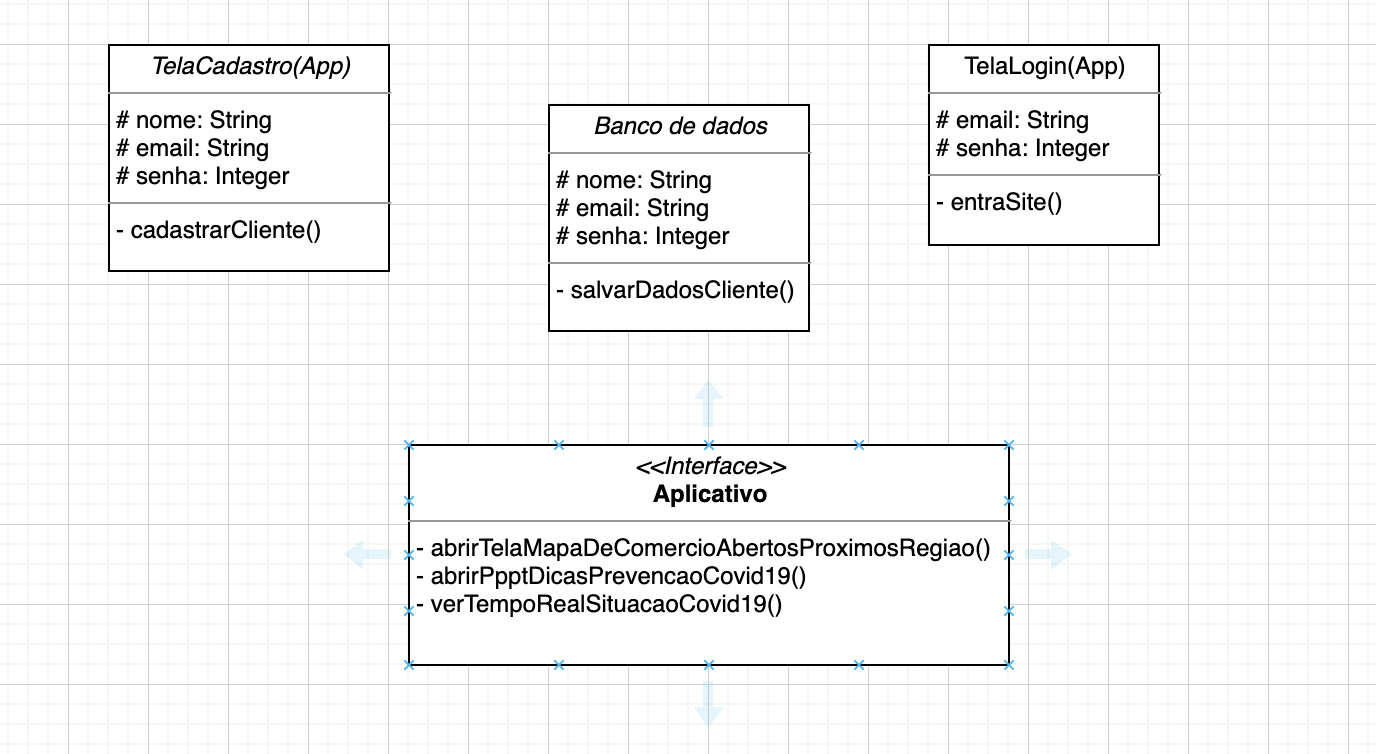 TelaCadastro(App)
# nome: String
# email: String
# senha: Integer
- cadastrarCliente()
Banco de dados
# nome: String
# email: String
# senha: Integer
- salvarDadosCliente()
TelaLogin(App)
# email: String
# senha: Integer
- entraSite()
<<Interface>>
Aplicativo
- abrirTelaMapaDeComercioAbertosProximosRegiao()
- abrirPpptDicasPrevencaoCovid19()
- verTempoRealSituacaoCovid19()